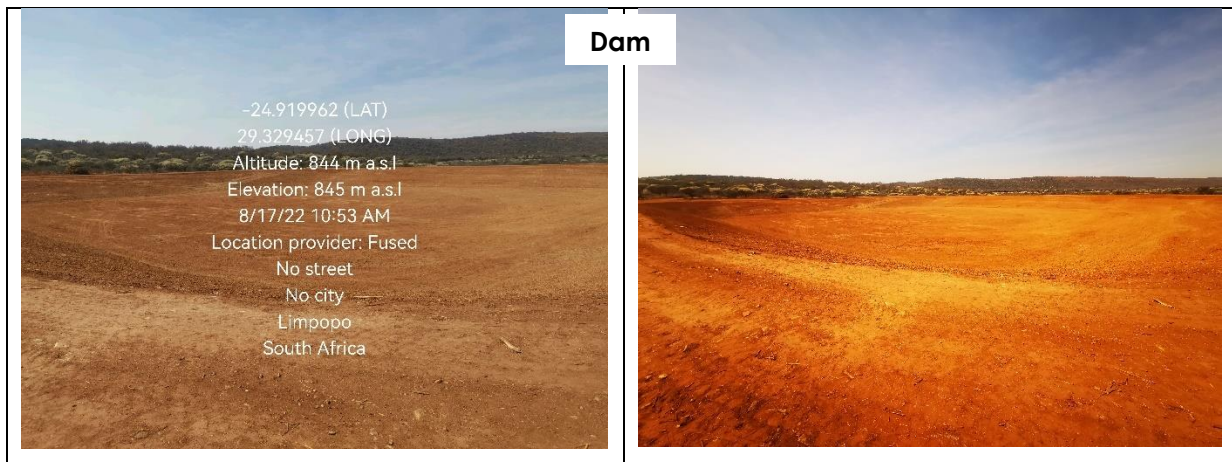 Dam
-24.919962 (LAT)
29.329457 (LONG)
Altitude: 844 m a.s.l
Elevation: 845 m a.s.l
8/17/22 10:53 AM
Location provider: Fused
No street
No city
Limpopo
South Africa